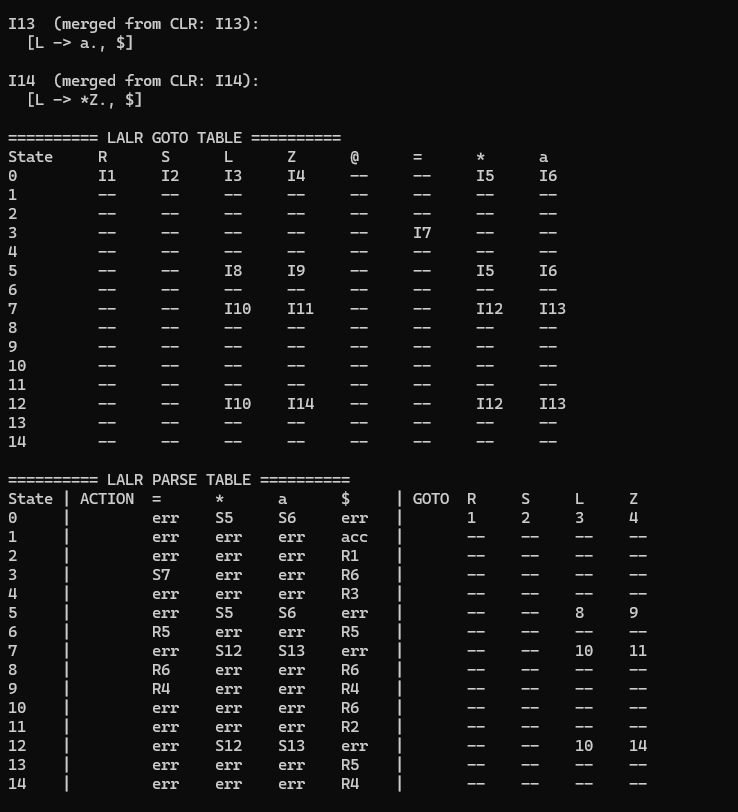 I13  (merged from CLR: I13):
  [L -> a., $]

I14  (merged from CLR: I14):
  [L -> *Z., $]

========== LALR GOTO TABLE ==========
State     R      S      L      Z      @      =      *      a
0         I1     I2     I3     I4     --     --     I5     I6
1         --     --     --     --     --     --     --     --
2         --     --     --     --     --     --     --     --
3         --     --     --     --     --     I7     --     --
4         --     --     --     --     --     --     --     --
5         --     --     I8     I9     --     --     I5     I6
6         --     --     --     --     --     --     --     --
7         --     --     I10    I11    --     --     I12    I13
8         --     --     --     --     --     --     --     --
9         --     --     --     --     --     --     --     --
10        --     --     --     --     --     --     --     --
11        --     --     --     --     --     --     --     --
12        --     --     I10    I14    --     --     I12    I13
13        --     --     --     --     --     --     --     --
14        --     --     --     --     --     --     --     --

========== LALR PARSE TABLE ==========
State | ACTION  =      *      a      $     | GOTO  R     S     L     Z
0     |         err    S5     S6     err   |       1     2     3     4
1     |         err    err    err    acc   |       --    --    --    --
2     |         err    err    err    R1    |       --    --    --    --
3     |         S7     err    err    R6    |       --    --    --    --
4     |         err    err    err    R3    |       --    --    --    --
5     |         err    S5     S6     err   |       --    --    8     9
6     |         R5     err    err    R5    |       --    --    --    --
7     |         err    S12    S13    err   |       --    --    10    11
8     |         R6     err    err    R6    |       --    --    --    --
9     |         R4     err    err    R4    |       --    --    --    --
10    |         err    err    err    R6    |       --    --    --    --
11    |         err    err    err    R2    |       --    --    --    --
12    |         err    S12    S13    err   |       --    --    10    14
13    |         err    err    err    R5    |       --    --    --    --
14    |         err    err    err    R4    |       --    --    --    --